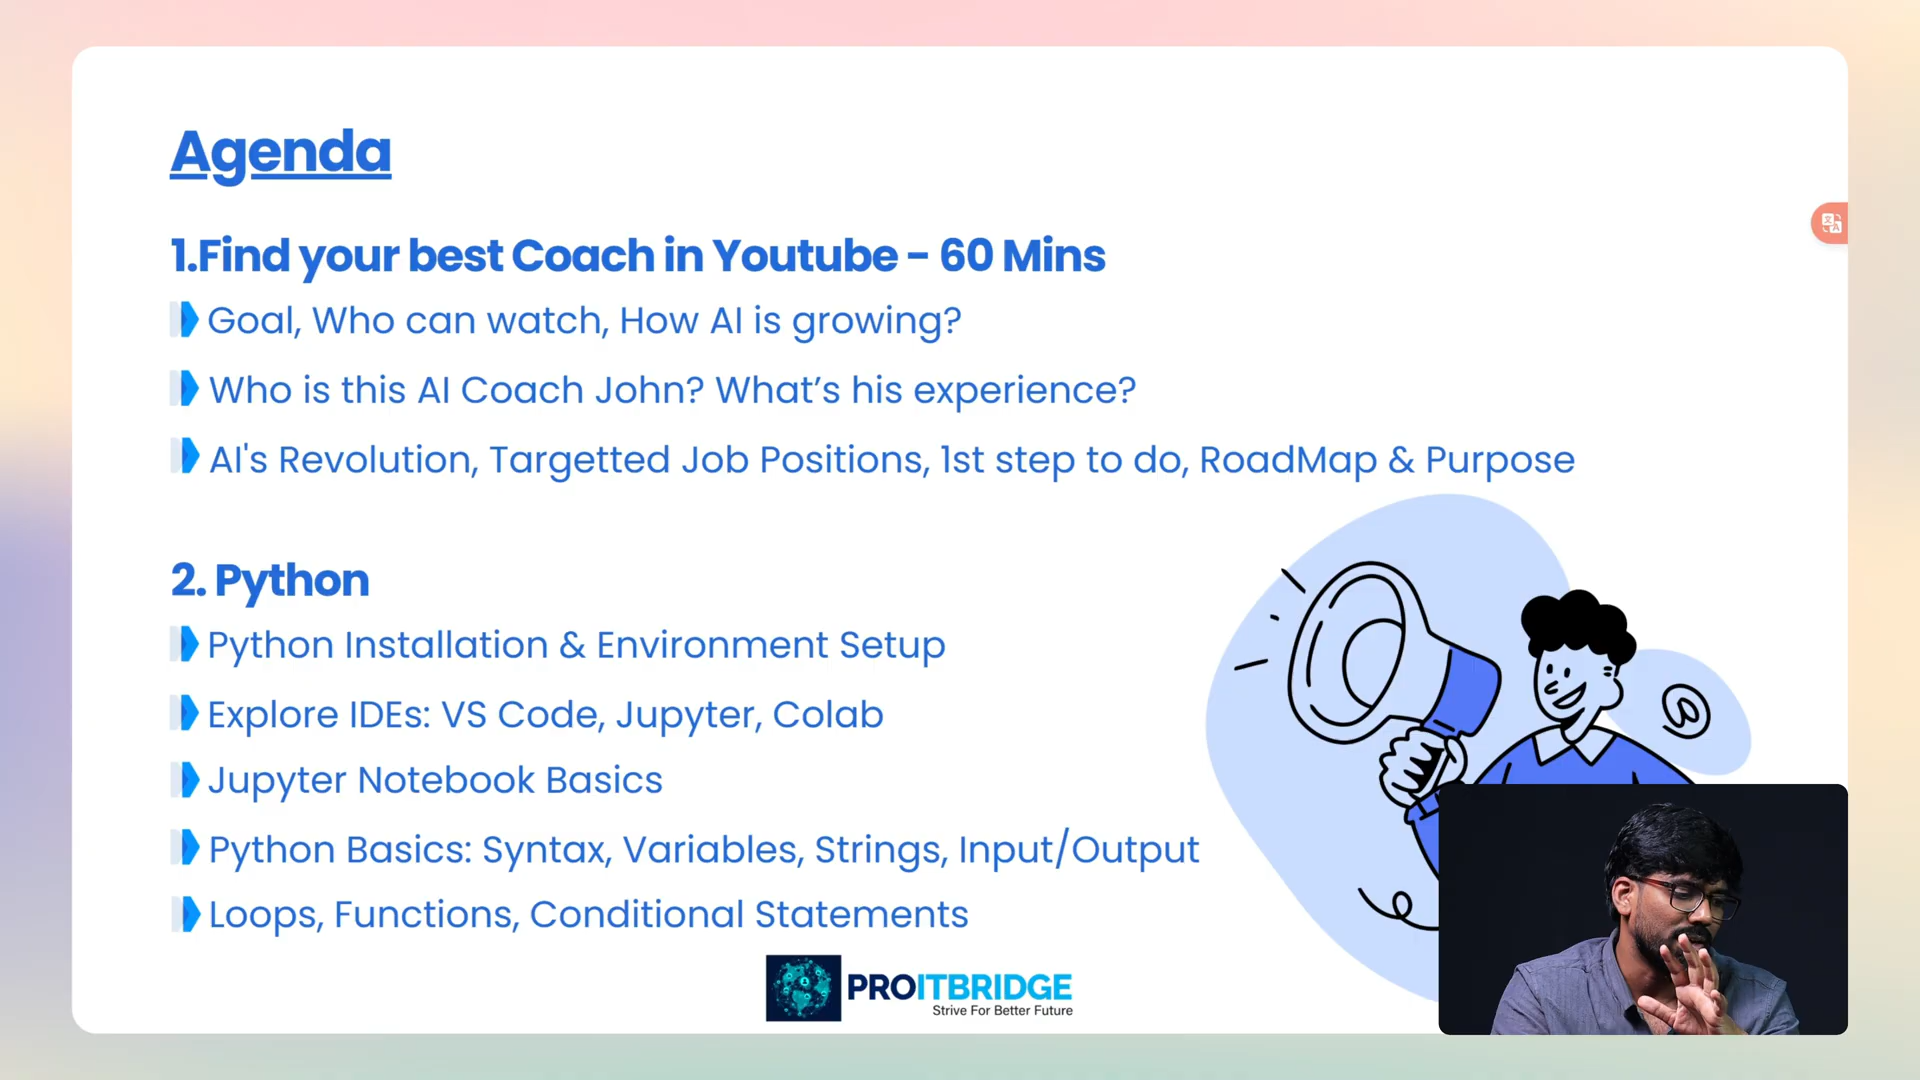 Agenda
1.Find your best Coach in Youtube - 60 Mins
Goal, Who can watch, How AI is growing?
Who is this AI Coach John? What’s his experience?
AI's Revolution, Targetted Job Positions, 1st step to do, RoadMap & Purpose
2. Python
Python Installation & Environment Setup
Explore IDEs: VS Code, Jupyter, Colab
Jupyter Notebook Basics
Python Basics: Syntax, Variables, Strings, Input/Output
Loops, Functions, Conditional Statements
PROITBRIDGE
Strive For Better Future